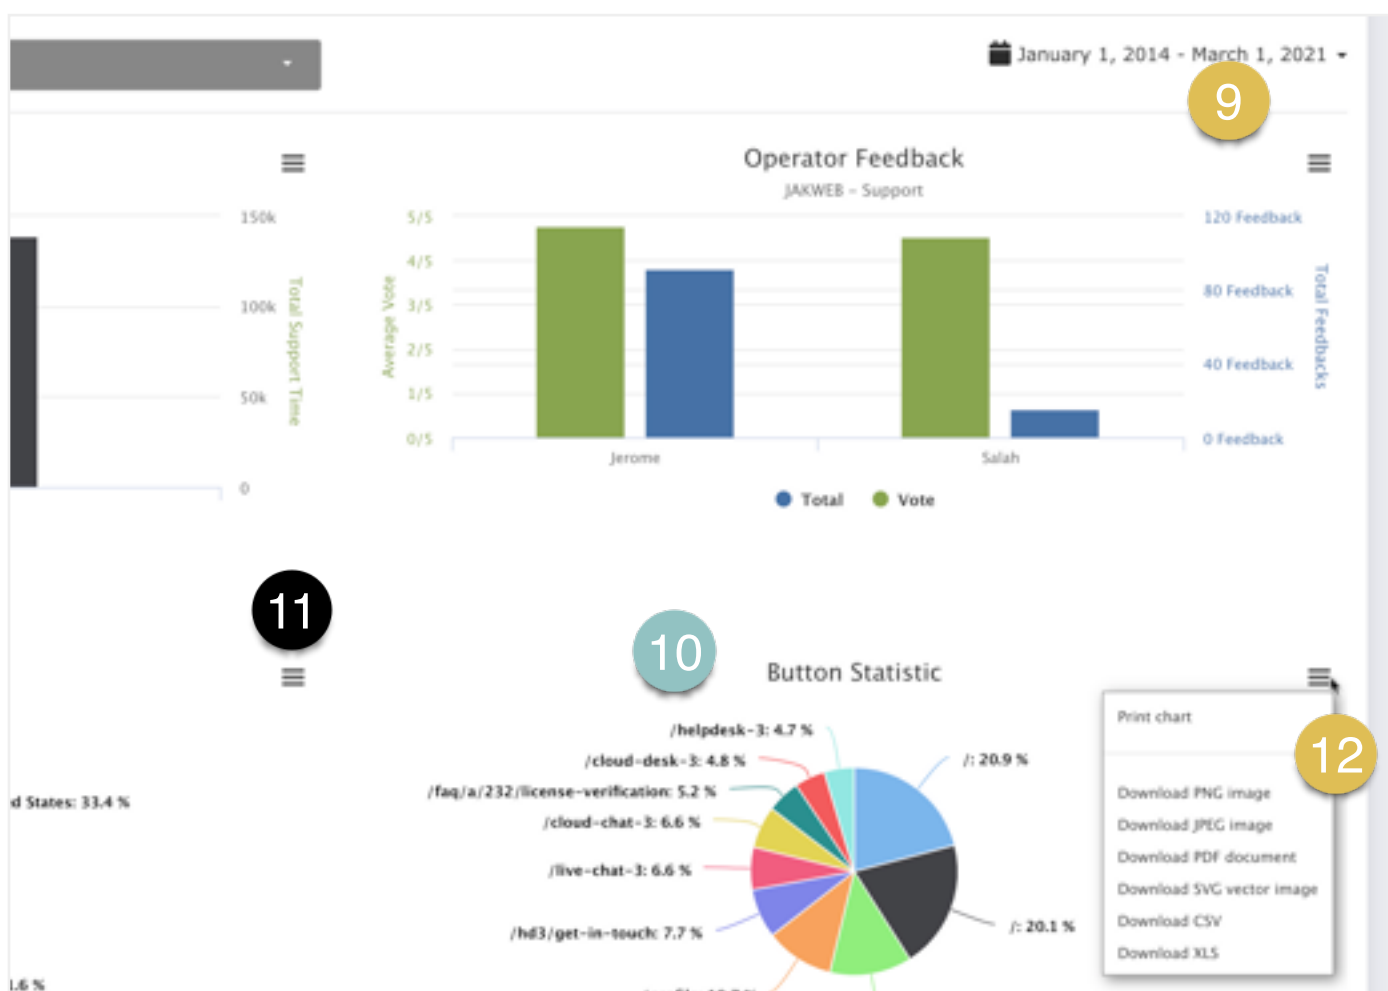 January 1, 2014 - March 1, 2021
9
Operator Feedback
JAKWEB - Support
150k
100k
50k
0
Total Support Time
Average Vote
5/5
4/5
3/5
2/5
1/5
0/5
120 Feedback
80 Feedback
40 Feedback
0 Feedback
Total Feedbacks
Jerome
Salah
Total
Vote
11
10
Button Statistic
12
Print chart
Download PNG image
Download JPEG image
Download PDF document
Download SVG vector image
Download CSV
Download XLS
/helpdesk-3: 4.7 %
/cloud-desk-3: 4.8 %
/faq/a/232/license-verification: 5.2 %
/cloud-chat-3: 6.6 %
/live-chat-3: 6.6 %
/hd3/get-in-touch: 7.7 %
/: 20.9 %
/: 20.1 %
d States: 33.4 %
.6 %